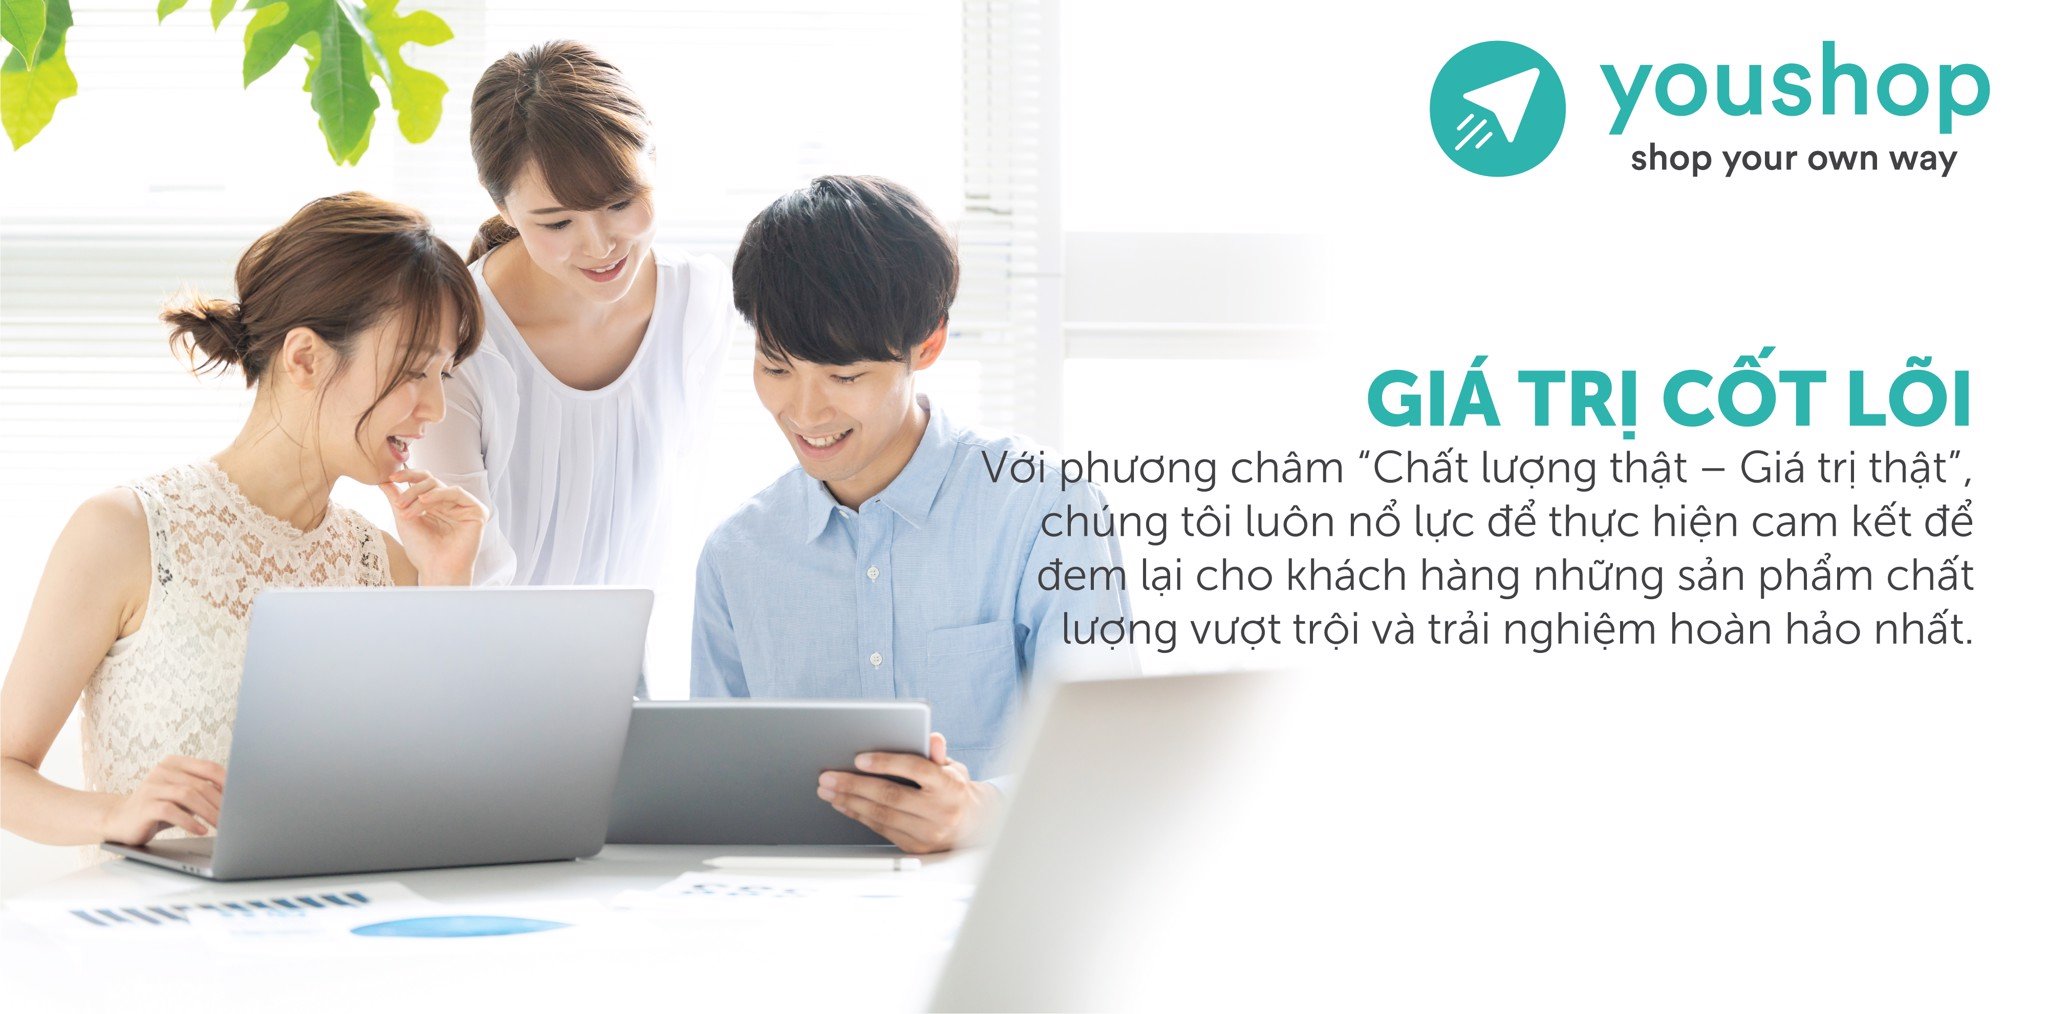 youshop
shop your own way
GIÁ TRỊ CỐT LÕI
Với phương châm “Chất lượng thật – Giá trị thật”,
chúng tôi luôn nổ lực để thực hiện cam kết để
đem lại cho khách hàng những sản phẩm chất
lượng vượt trội và trải nghiệm hoàn hảo nhất.